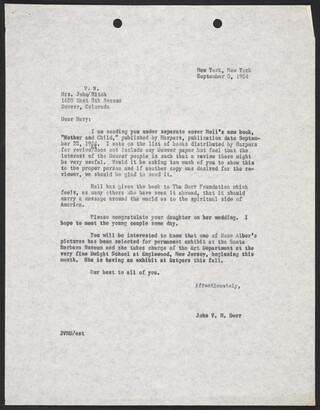 New York, New York
September 8, 1954
V. N.
Mrs. John Mitch
1620 East 8th Avenue
Denver, Colorado
Dear Mary:
I am sending you under separate cover Nell's new book,
"Mother and Child," published by Harpers, publication date Septem-
ber 22, 1954. I note on the list of books distributed by Harpers
for review does not include any Denver paper but feel that the
interest of the Denver people is such that a review there might
be very useful. Would it be asking too much of you to show this
to the proper person and if another copy was desired for the re-
viewer, we should be glad to send it.
Nell has given the book to The Dorr Foundation which
feels, as many others who have seen it abroad, that it should
carry a message around the world as to the spiritual side of
America.
Please congratulate your daughter on her wedding. I
hope to meet the young couple some day.
You will be interested to know that one of
pictures has been selected for permanent exhibit at the Santa
Barbara Museum and she takes charge of the Art Department at the
very fine Dwight School at Englewood, New Jersey, beginning this
month. She is having an exhibit at Rutgers this fall.
Our best to all of you.
Affectionately,
John V. N. Dorr
JVND/est